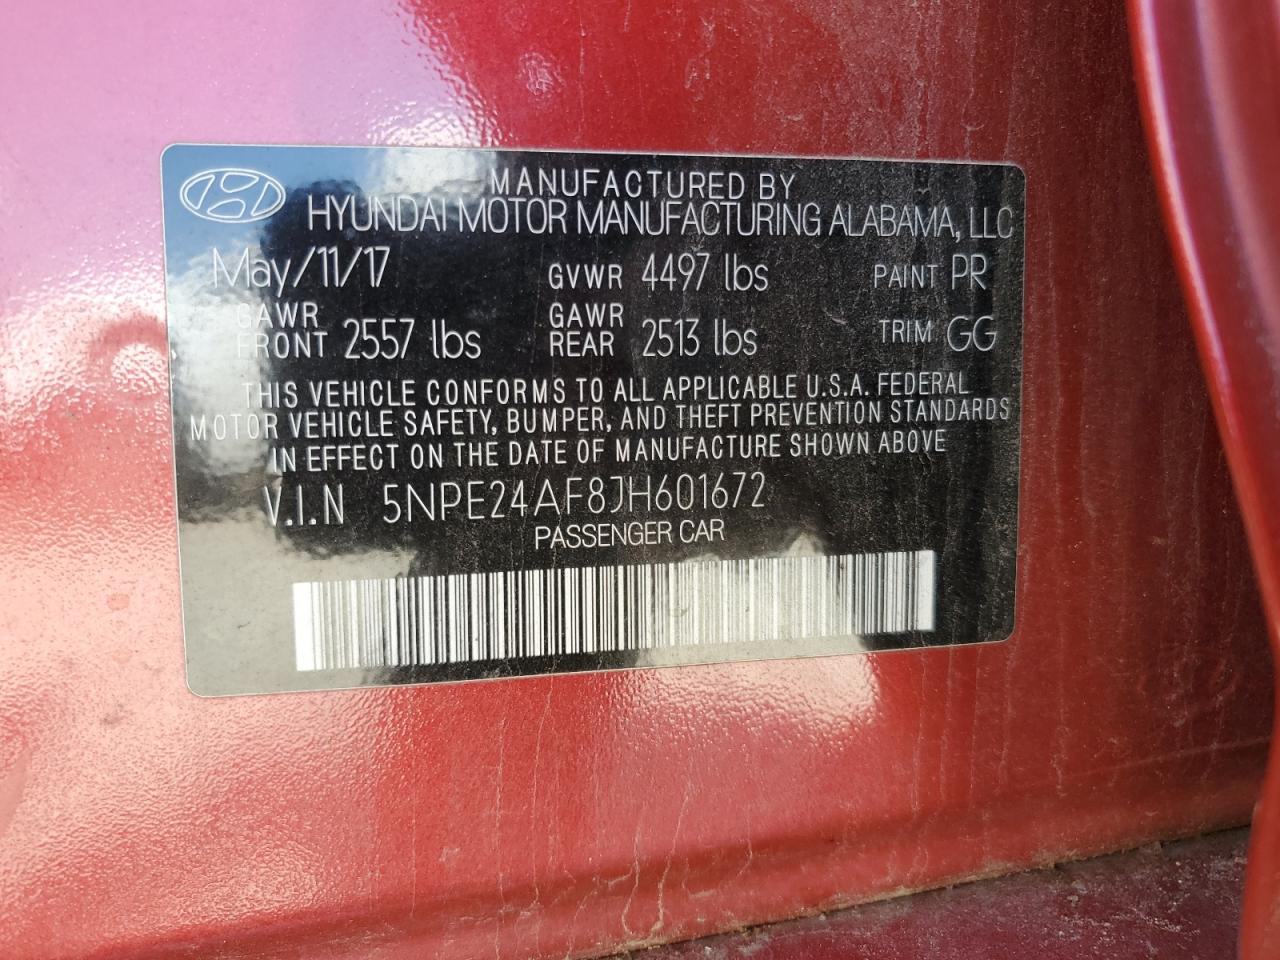 MANUFACTURED BY
HYUNDAI MOTOR MANUFACTURING ALABAMA, LLC
May/11/17 GVWR 4497 lbs PAINT PR
GAWR FRONT 2557 lbs GAWR REAR 2513 lbs TRIM GG
THIS VEHICLE CONFORMS TO ALL APPLICABLE U.S.A. FEDERAL
MOTOR VEHICLE SAFETY, BUMPER, AND THEFT PREVENTION STANDARDS
IN EFFECT ON THE DATE OF MANUFACTURE SHOWN ABOVE
V.I.N 5NPE24AF8JH601672
PASSENGER CAR